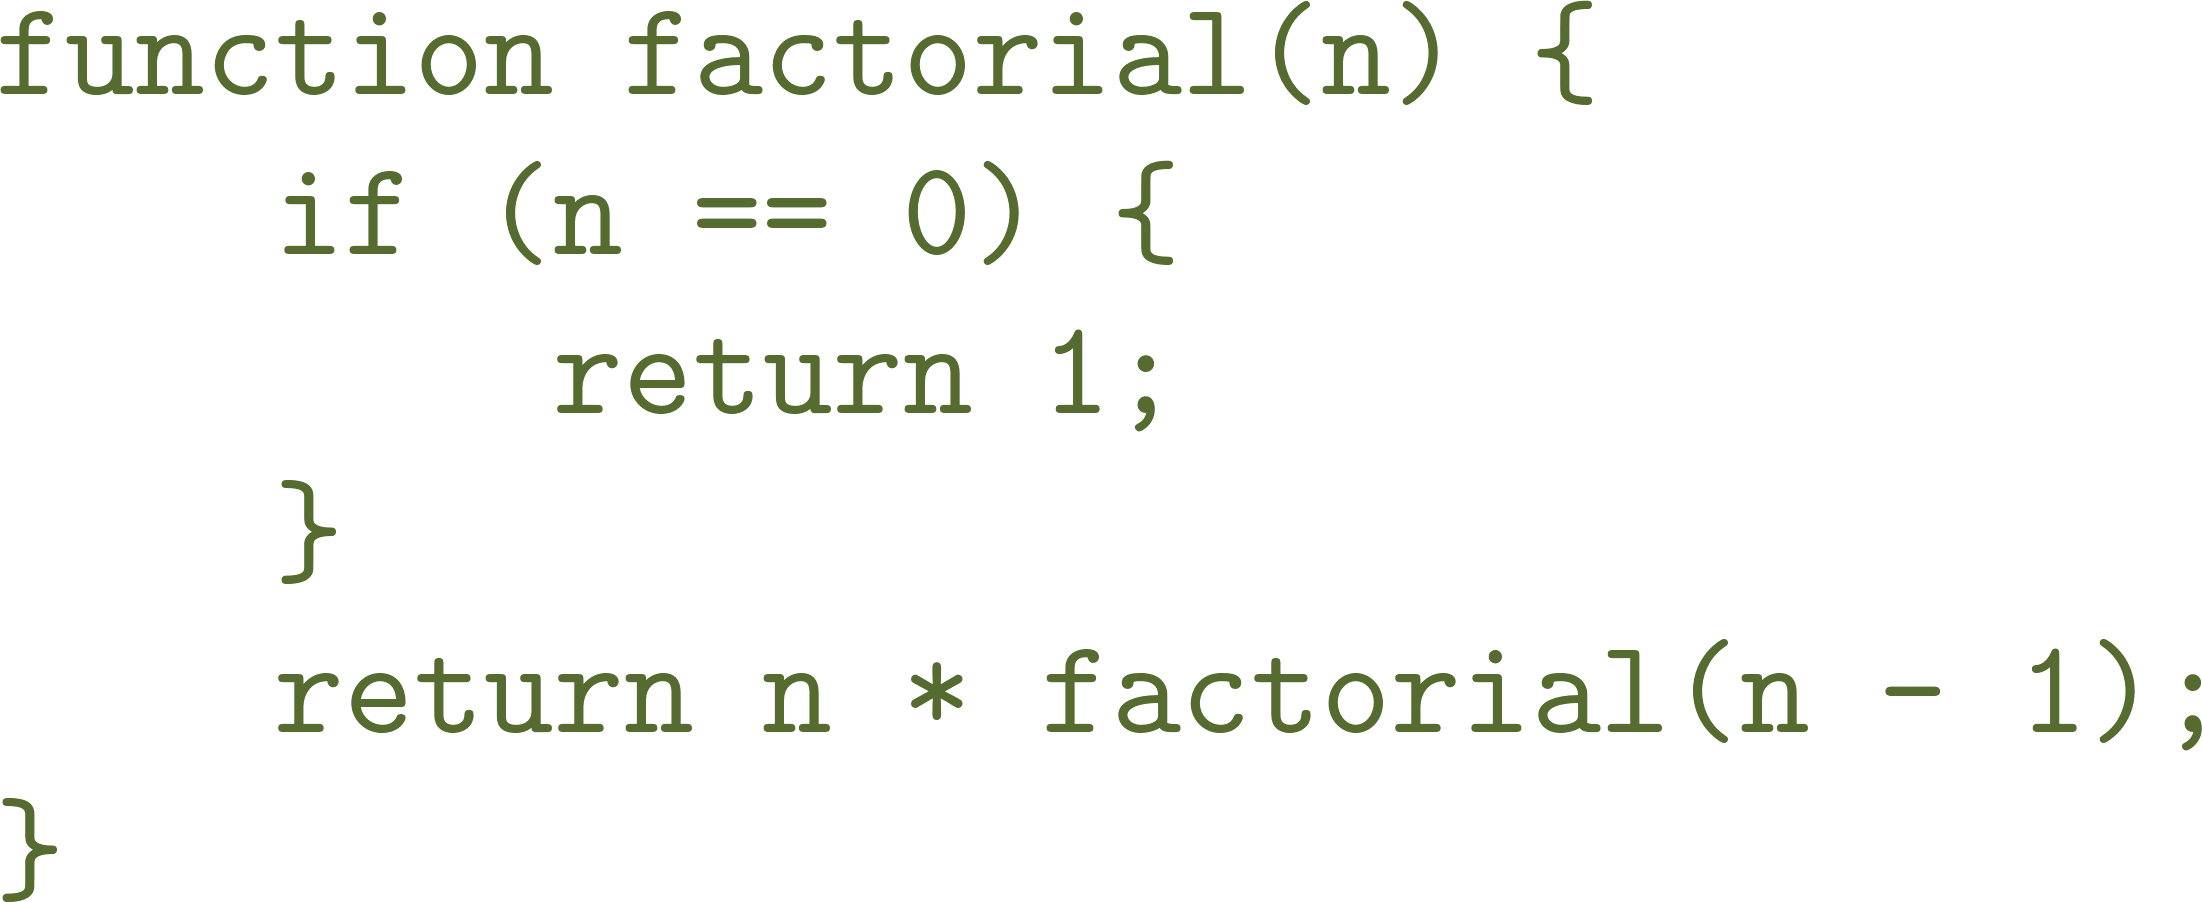 function factorial(n) {
    if (n == 0) {
        return 1;
    }
    return n * factorial(n - 1);
}